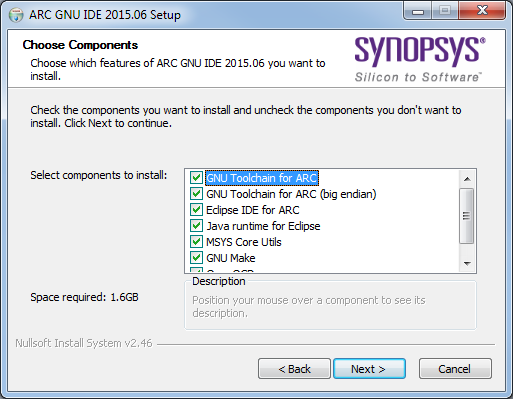 ARC GNU IDE 2015.06 Setup
Choose Components
Choose which features of ARC GNU IDE 2015.06 you want to
install.
SYNOPSYS®
Silicon to Software™
Check the components you want to install and uncheck the components you don't want to
install. Click Next to continue.
Select components to install:
GNU Toolchain for ARC
GNU Toolchain for ARC (big endian)
Eclipse IDE for ARC
Java runtime for Eclipse
MSYS Core Utils
GNU Make
Space required: 1.6GB
Description
Position your mouse over a component to see its
description.
Nullsoft Install System v2.46
< Back
Next >
Cancel